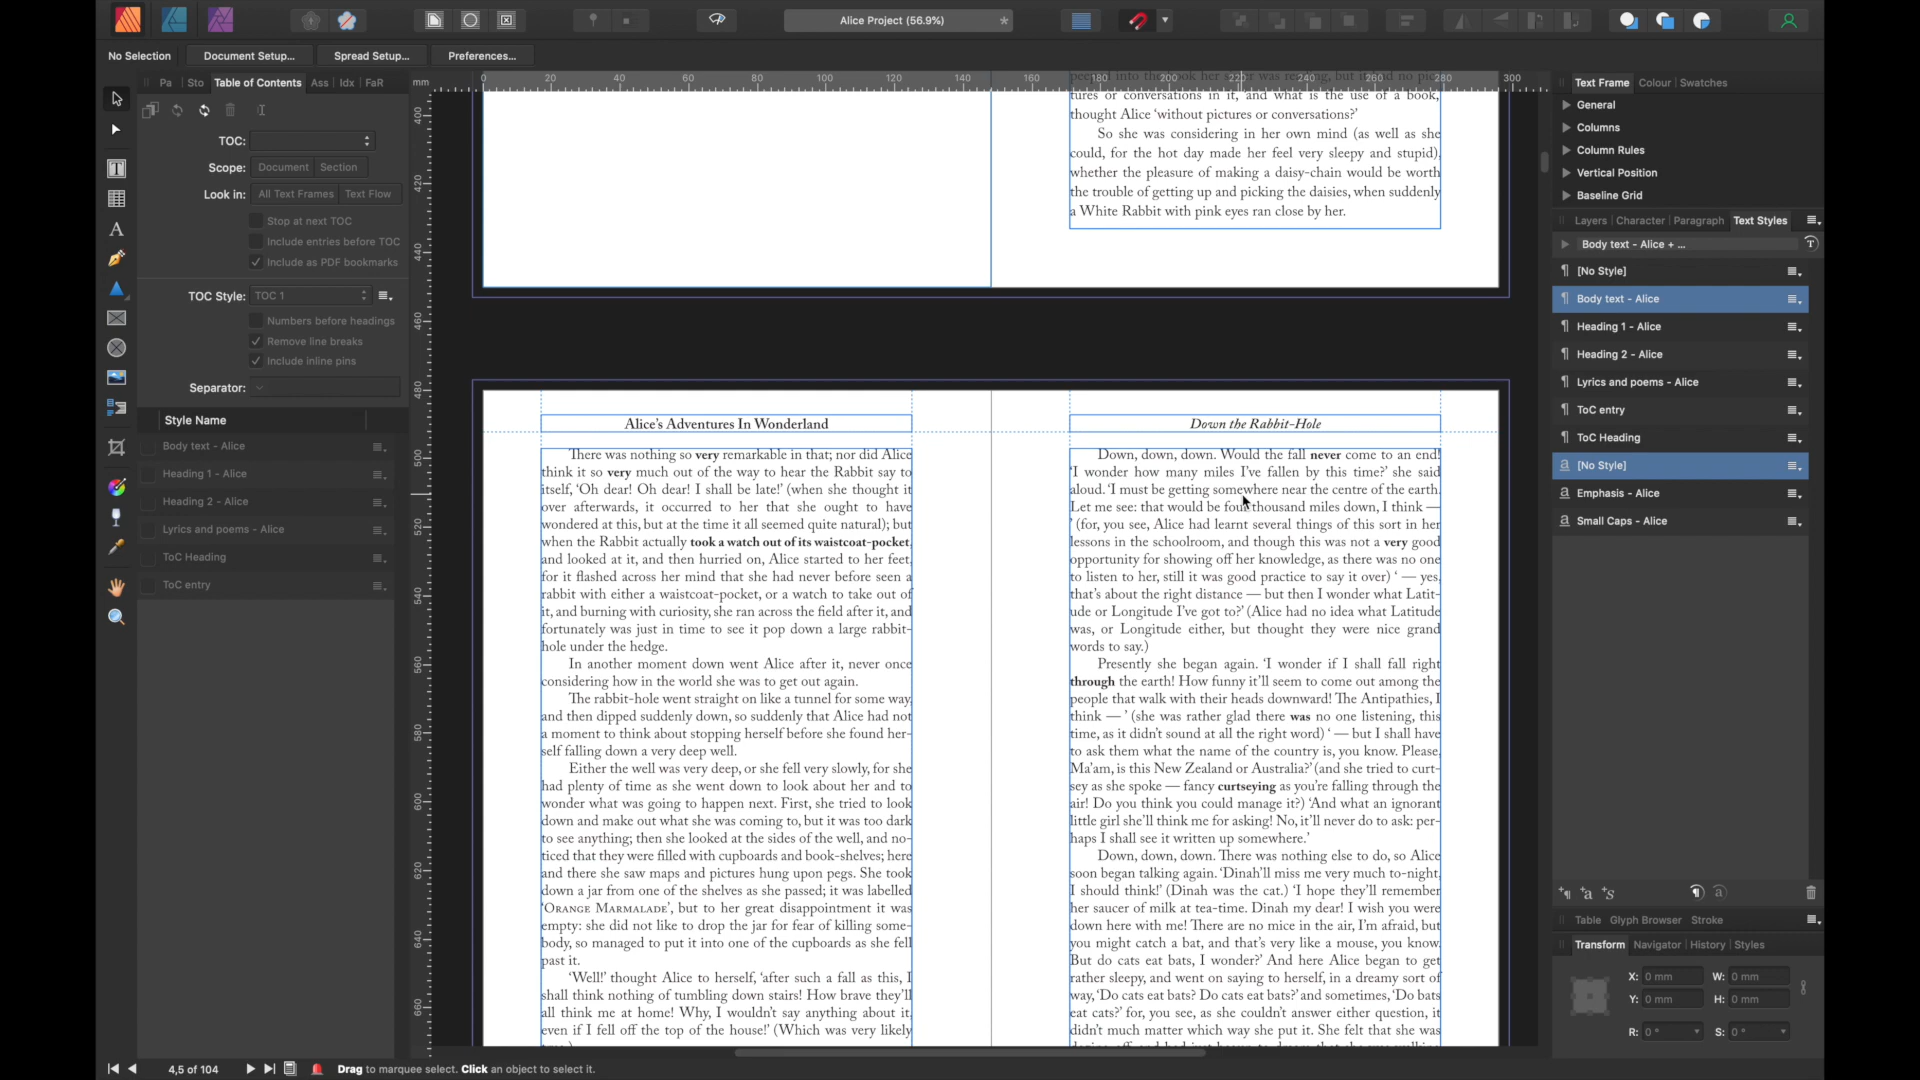 Alice Project (56.9%)
*
No Selection
Document Setup...
Spread Setup...
Preferences...
Pa
Sto
Table of Contents
Ass
Idx
FaR
TOC:
Scope: Document Section
Look in: All Text Frames Text Flow
Stop at next TOC
Include entries before TOC
Include as PDF bookmarks
TOC Style: TOC 1
Numbers before headings
Remove line breaks
Include inline pins
Separator:
Style Name
Body text - Alice
Heading 1 - Alice
Heading 2 - Alice
Lyrics and poems - Alice
ToC Heading
ToC entry
mm
0 20 40 60 80 100 120 140 160 180 200 220 240 260 280 300
400
420
440
460
480
500
520
540
560
580
600
620
640
660
tures or conversations in it, ‘and what is the use of a book,’
thought Alice ‘without pictures or conversations?’
So she was considering in her own mind (as well as she
could, for the hot day made her feel very sleepy and stupid),
whether the pleasure of making a daisy-chain would be worth
the trouble of getting up and picking the daisies, when suddenly
a White Rabbit with pink eyes ran close by her.
Alice’s Adventures In Wonderland
There was nothing so very remarkable in that; nor did Alice
think it so very much out of the way to hear the Rabbit say to
itself, ‘Oh dear! Oh dear! I shall be late!’ (when she thought it
over afterwards, it occurred to her that she ought to have
wondered at this, but at the time it all seemed quite natural); but
when the Rabbit actually took a watch out of its waistcoat-pocket,
and looked at it, and then hurried on, Alice started to her feet,
for it flashed across her mind that she had never before seen a
rabbit with either a waistcoat-pocket, or a watch to take out of
it, and burning with curiosity, she ran across the field after it, and
fortunately was just in time to see it pop down a large rabbit-
hole under the hedge.
In another moment down went Alice after it, never once
considering how in the world she was to get out again.
The rabbit-hole went straight on like a tunnel for some way,
and then dipped suddenly down, so suddenly that Alice had not
a moment to think about stopping herself before she found her-
self falling down a very deep well.
Either the well was very deep, or she fell very slowly, for she
had plenty of time as she went down to look about her and to
wonder what was going to happen next. First, she tried to look
down and make out what she was coming to, but it was too dark
to see anything; then she looked at the sides of the well, and no-
ticed that they were filled with cupboards and book-shelves; here
and there she saw maps and pictures hung upon pegs. She took
down a jar from one of the shelves as she passed; it was labelled
‘ORANGE MARMALADE’, but to her great disappointment it was
empty: she did not like to drop the jar for fear of killing some-
body, so managed to put it into one of the cupboards as she fell
past it.
‘Well!’ thought Alice to herself, ‘after such a fall as this, I
shall think nothing of tumbling down stairs! How brave they’ll
all think me at home! Why, I wouldn’t say anything about it,
even if I fell off the top of the house!’ (Which was very likely
Down the Rabbit-Hole
Down, down, down. Would the fall never come to an end!
‘I wonder how many miles I’ve fallen by this time?’ she said
aloud. ‘I must be getting somewhere near the centre of the earth.
Let me see: that would be four thousand miles down, I think —
’ (for, you see, Alice had learnt several things of this sort in her
lessons in the schoolroom, and though this was not a very good
opportunity for showing off her knowledge, as there was no one
to listen to her, still it was good practice to say it over) ‘ — yes,
that’s about the right distance — but then I wonder what Latit-
ude or Longitude I’ve got to?’ (Alice had no idea what Latitude
was, or Longitude either, but thought they were nice grand
words to say.)
Presently she began again. ‘I wonder if I shall fall right
through the earth! How funny it’ll seem to come out among the
people that walk with their heads downward! The Antipathies, I
think — ’ (she was rather glad there was no one listening, this
time, as it didn’t sound at all the right word) ‘ — but I shall have
to ask them what the name of the country is, you know. Please,
Ma’am, is this New Zealand or Australia?’ (and she tried to curt-
sey as she spoke — fancy curtseying as you’re falling through the
air! Do you think you could manage it?) ‘And what an ignorant
little girl she’ll think me for asking! No, it’ll never do to ask: per-
haps I shall see it written up somewhere.’
Down, down, down. There was nothing else to do, so Alice
soon began talking again. ‘Dinah’ll miss me very much to-night,
I should think!’ (Dinah was the cat.) ‘I hope they’ll remember
her saucer of milk at tea-time. Dinah my dear! I wish you were
down here with me! There are no mice in the air, I’m afraid, but
you might catch a bat, and that’s very like a mouse, you know.
But do cats eat bats, I wonder?’ And here Alice began to get
rather sleepy, and went on saying to herself, in a dreamy sort of
way, ‘Do cats eat bats? Do cats eat bats?’ and sometimes, ‘Do bats
eat cats?’ for, you see, as she couldn’t answer either question, it
didn’t much matter which way she put it. She felt that she was
Text Frame
Colour
Swatches
General
Columns
Column Rules
Vertical Position
Baseline Grid
Layers
Character
Paragraph
Text Styles
Body text - Alice + ...
[No Style]
Body text - Alice
Heading 1 - Alice
Heading 2 - Alice
Lyrics and poems - Alice
ToC entry
ToC Heading
[No Style]
Emphasis - Alice
Small Caps - Alice
Table
Glyph Browser
Stroke
Transform
Navigator
History
Styles
X: 0 mm W: 0 mm
Y: 0 mm H: 0 mm
R: 0 ° S: 0 °
4,5 of 104
Drag to marquee select. Click an object to select it.